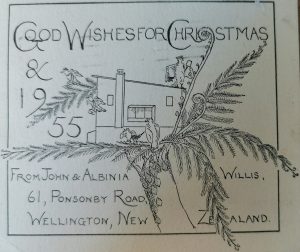 GOOD WISHES FOR CHRISTMAS
&
19
55
FROM JOHN & ALBINIA WILLIS,
61, PONSONBY ROAD,
WELLINGTON, NEW ZEALAND.